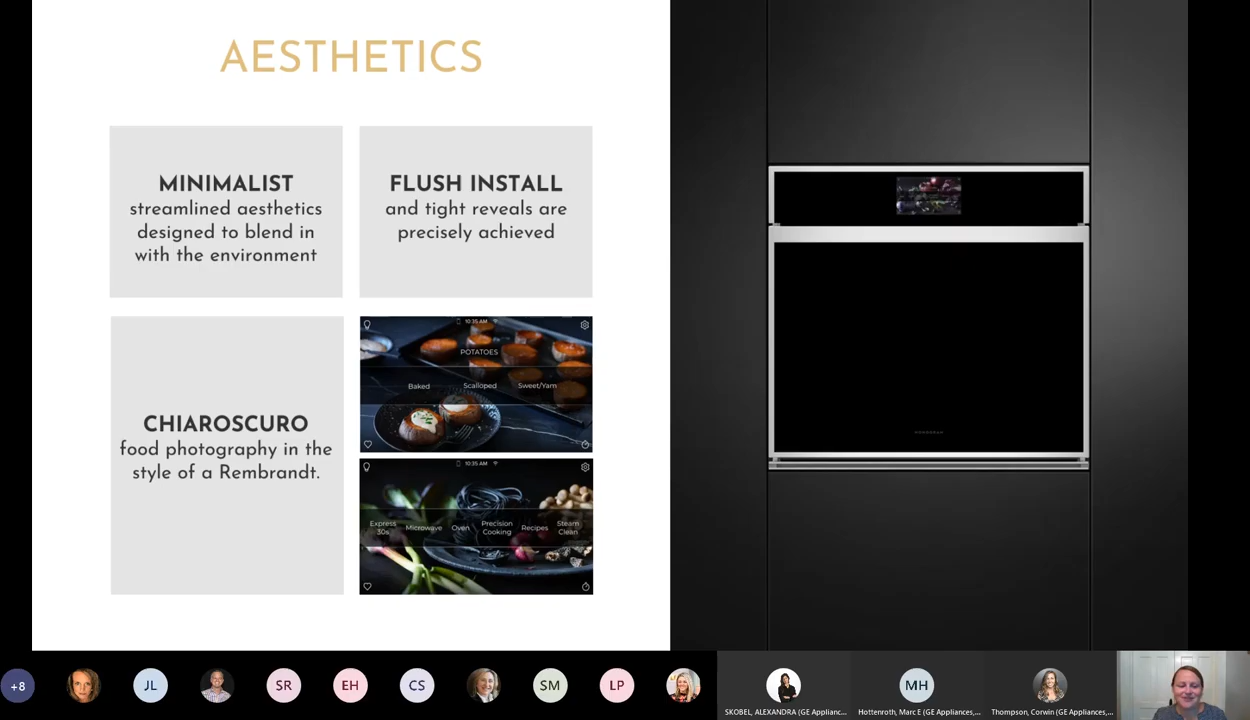 AESTHETICS
MINIMALIST
streamlined aesthetics
designed to blend in
with the environment
FLUSH INSTALL
and tight reveals are
precisely achieved
CHIAROSCURO
food photography in the
style of a Rembrandt.
10:35 AM
POTATOES
Baked Scalloped Sweet/Yam
10:35 AM
Express
30s
Microwave
Oven
Precision
Cooking
Recipes
Steam
Clean
+8
JL
SR
EH
CS
SM
LP
MH
SKOBEL, ALEXANDRA (GE Applianc...
Hottenroth, Marc E (GE Appliances,...
Thompson, Corwin (GE Appliances,...